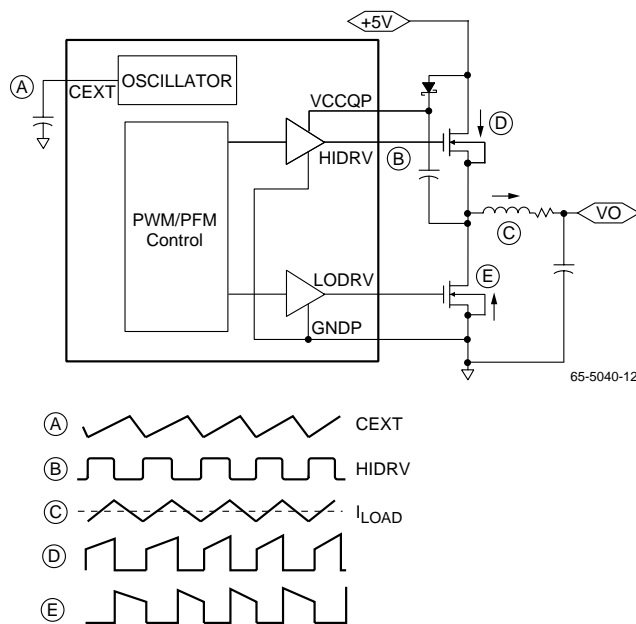 +5V
A
CEXT
OSCILLATOR
VCCQP
D
HIDRV
B
PWM/PFM
Control
C
VO
LODRV
E
GNDP
65-5040-12
A CEXT
B HIDRV
C ILOAD
D
E